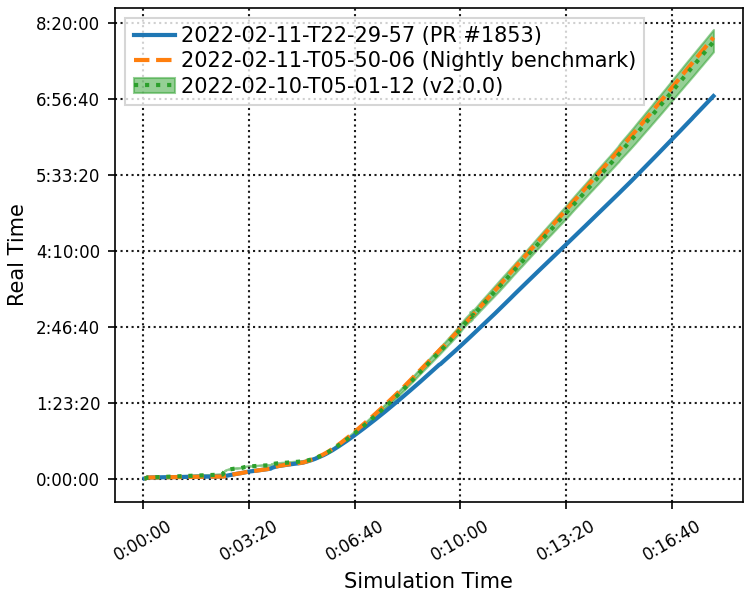 2022-02-11-T22-29-57 (PR #1853)
2022-02-11-T05-50-06 (Nightly benchmark)
2022-02-10-T05-01-12 (v2.0.0)
8:20:00
6:56:40
5:33:20
4:10:00
2:46:40
1:23:20
0:00:00
Real Time
0:00:00
0:03:20
0:06:40
0:10:00
0:13:20
0:16:40
Simulation Time